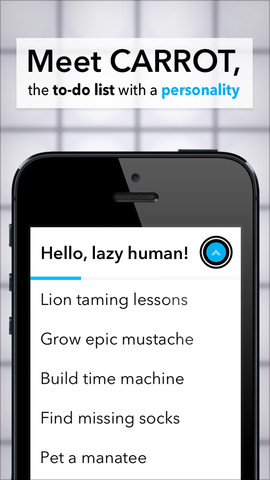 Meet CARROT,
the to-do list with a personality
Hello, lazy human!
Lion taming lessons
Grow epic mustache
Build time machine
Find missing socks
Pet a manatee